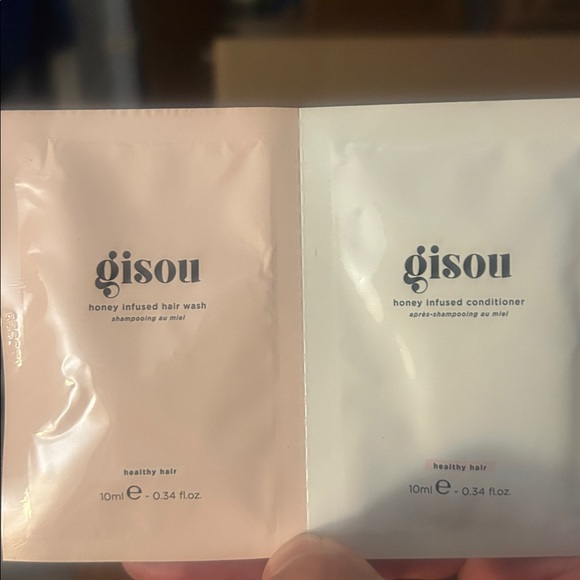 gisou
honey infused hair wash
shampooing au miel
healthy hair
10ml e - 0.34 fl.oz.
gisou
honey infused conditioner
après-shampooing au miel
healthy hair
10ml e - 0.34 fl.oz.